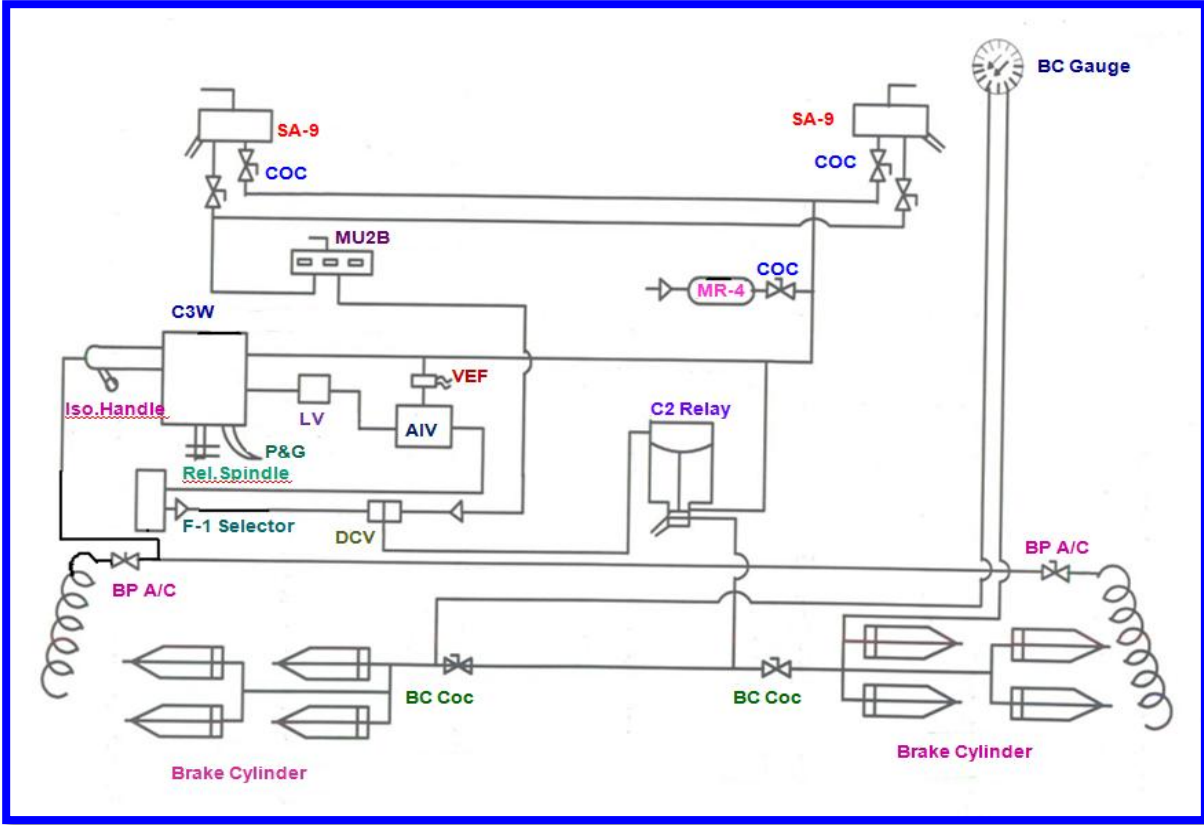 BC Gauge
SA-9
SA-9
COC
COC
MU2B
COC
MR-4
C3W
VEF
Iso.Handle
LV
C2 Relay
AIV
P&G
Rel.Spindle
F-1 Selector
DCV
BP A/C
BP A/C
BC Coc
BC Coc
Brake Cylinder
Brake Cylinder